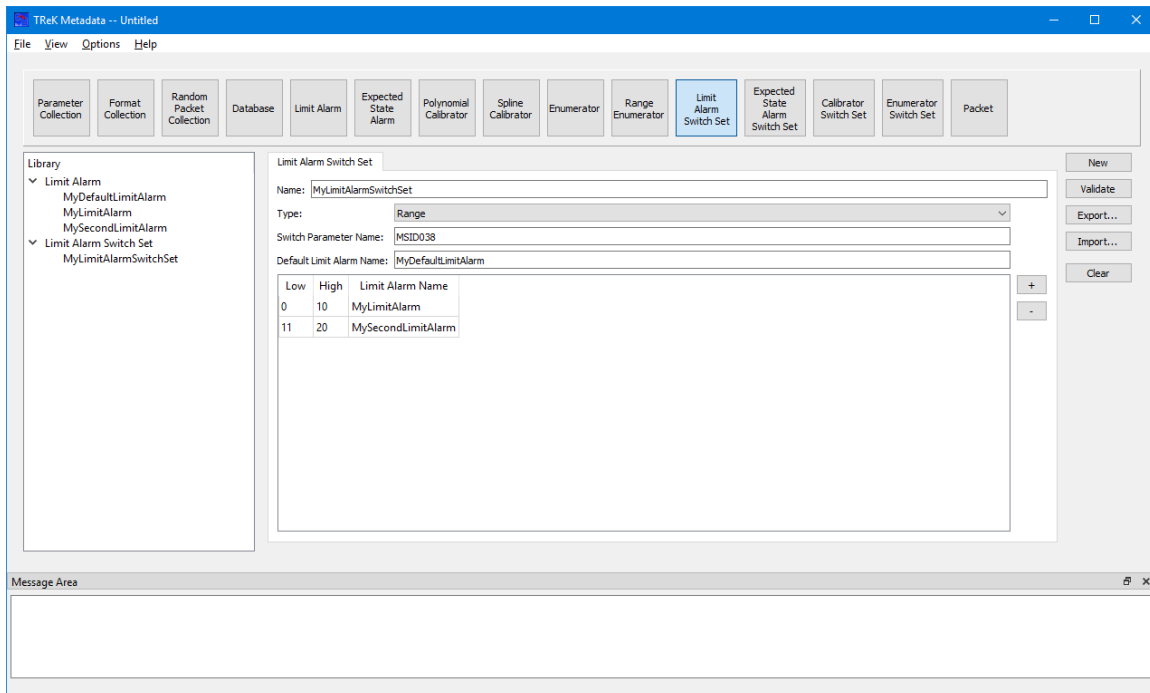 TReK Metadata -- Untitled
File View Options Help
Parameter Collection
Format Collection
Random Packet Collection
Database
Limit Alarm
Expected State Alarm
Polynomial Calibrator
Spline Calibrator
Enumerator
Range Enumerator
Limit Alarm Switch Set
Expected State Alarm Switch Set
Calibrator Switch Set
Enumerator Switch Set
Packet
Library
Limit Alarm
MyDefaultLimitAlarm
MyLimitAlarm
MySecondLimitAlarm
Limit Alarm Switch Set
MyLimitAlarmSwitchSet
Limit Alarm Switch Set
Name: MyLimitAlarmSwitchSet
Type: Range
Switch Parameter Name: MSID038
Default Limit Alarm Name: MyDefaultLimitAlarm
Low High Limit Alarm Name
0 10 MyLimitAlarm
11 20 MySecondLimitAlarm
+
-
New
Validate
Export...
Import...
Clear
Message Area